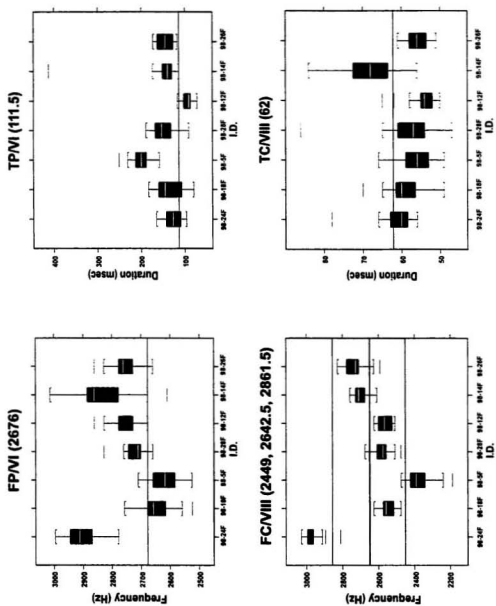 FP/VI (2676)
Frequency (Hz)
3000
2900
2800
2700
2600
2500
98-24F 98-18F 98-5F 98-28F 98-12F 98-14F 98-26F
I.D.
TP/VI (111.5)
Duration (msec)
400
300
200
100
98-24F 98-18F 98-5F 98-28F 98-12F 98-14F 98-26F
I.D.
FC/VIII (2449, 2642.5, 2861.5)
Frequency (Hz)
3000
2800
2600
2400
2200
98-24F 98-18F 98-5F 98-28F 98-12F 98-14F 98-26F
I.D.
TC/VIII (62)
Duration (msec)
80
70
60
50
98-24F 98-18F 98-5F 98-28F 98-12F 98-14F 98-26F
I.D.